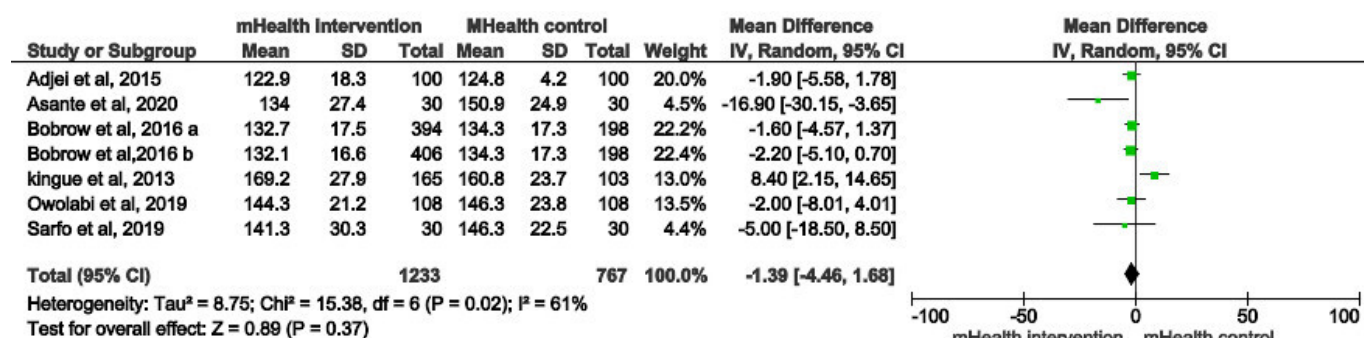 mHealth intervention MHealth control Mean Difference Mean Difference
Study or Subgroup Mean SD Total Mean SD Total Weight IV, Random, 95% CI IV, Random, 95% CI
Adjei et al, 2015 122.9 18.3 100 124.8 4.2 100 20.0% -1.90 [-5.58, 1.78]
Asante et al, 2020 134 27.4 30 150.9 24.9 30 4.5% -16.90 [-30.15, -3.65]
Bobrow et al, 2016 a 132.7 17.5 394 134.3 17.3 198 22.2% -1.60 [-4.57, 1.37]
Bobrow et al,2016 b 132.1 16.6 406 134.3 17.3 198 22.4% -2.20 [-5.10, 0.70]
kingue et al, 2013 169.2 27.9 165 160.8 23.7 103 13.0% 8.40 [2.15, 14.65]
Owolabi et al, 2019 144.3 21.2 108 146.3 23.8 108 13.5% -2.00 [-8.01, 4.01]
Sarfo et al, 2019 141.3 30.3 30 146.3 22.5 30 4.4% -5.00 [-18.50, 8.50]
Total (95% CI) 1233 767 100.0% -1.39 [-4.46, 1.68]
Heterogeneity: Tau² = 8.75; Chi² = 15.38, df = 6 (P = 0.02); I² = 61%
Test for overall effect: Z = 0.89 (P = 0.37)
-100 -50 0 50 100
mHealth intervention mHealth control